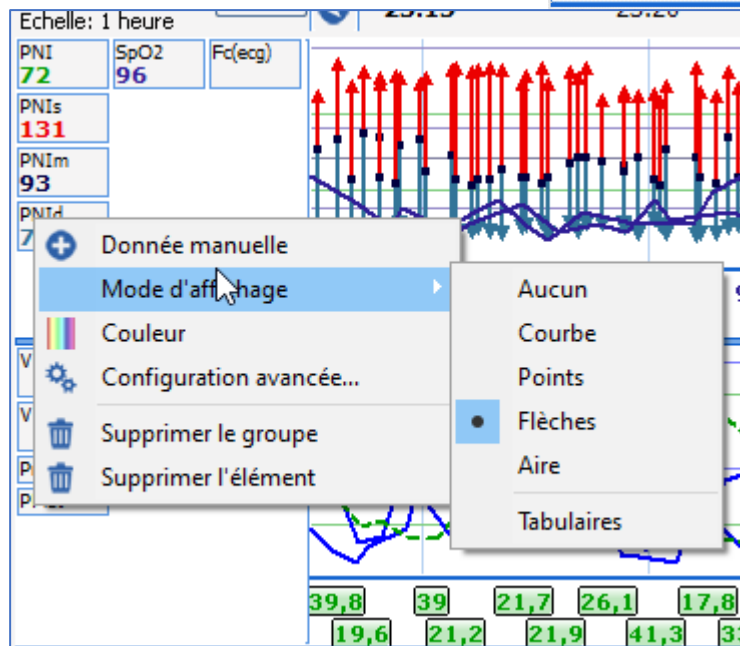 Echelle: 1 heure
PNI SpO2 Fc(ecg)
72 96
PNIs
131
PNIm
93
PNId
7
Donnée manuelle
Mode d'affichage
Couleur
Configuration avancée...
Supprimer le groupe
Supprimer l'élément
Aucun
Courbe
Points
Flèches
Aire
Tabulaires
39,8 39 21,7 26,1 17,8
19,6 21,2 21,9 41,3